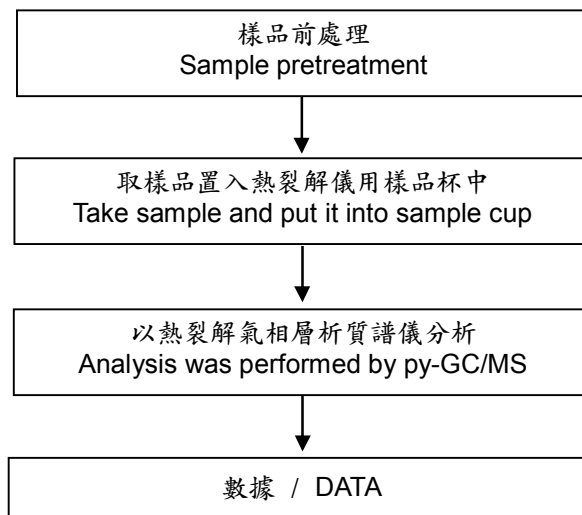 樣品前處理
Sample pretreatment
取樣品置入熱裂解儀用樣品杯中
Take sample and put it into sample cup
以熱裂解氣相層析質譜儀分析
Analysis was performed by py-GC/MS
數據 / DATA